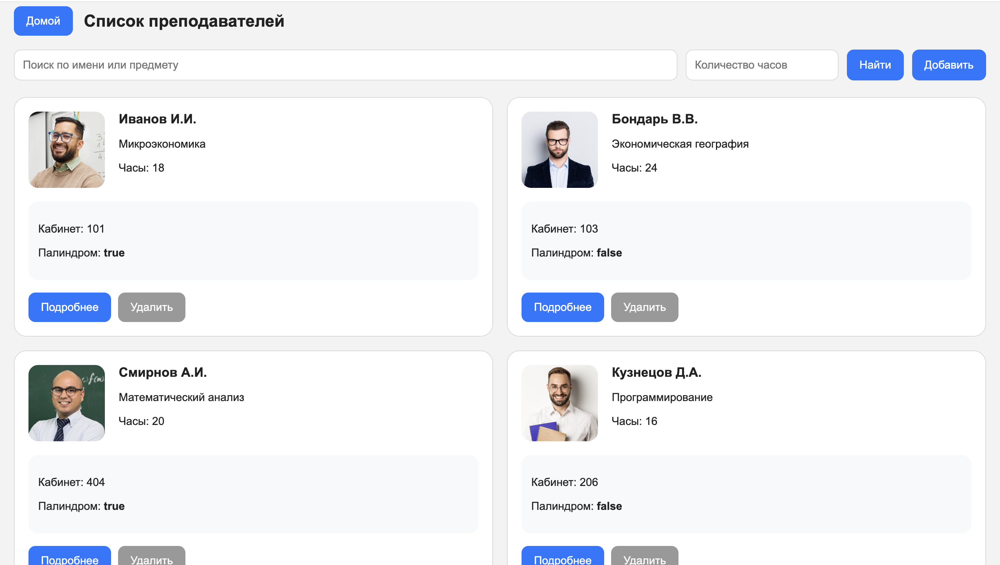 Домой
Список преподавателей
Поиск по имени или предмету
Количество часов
Найти
Добавить
Иванов И.И.
Микроэкономика
Часы: 18
Кабинет: 101
Палиндром: true
Подробнее
Удалить
Бондарь В.В.
Экономическая география
Часы: 24
Кабинет: 103
Палиндром: false
Подробнее
Удалить
Смирнов А.И.
Математический анализ
Часы: 20
Кабинет: 404
Палиндром: true
Подробнее
Удалить
Кузнецов Д.А.
Программирование
Часы: 16
Кабинет: 206
Палиндром: false
Подробнее
Удалить